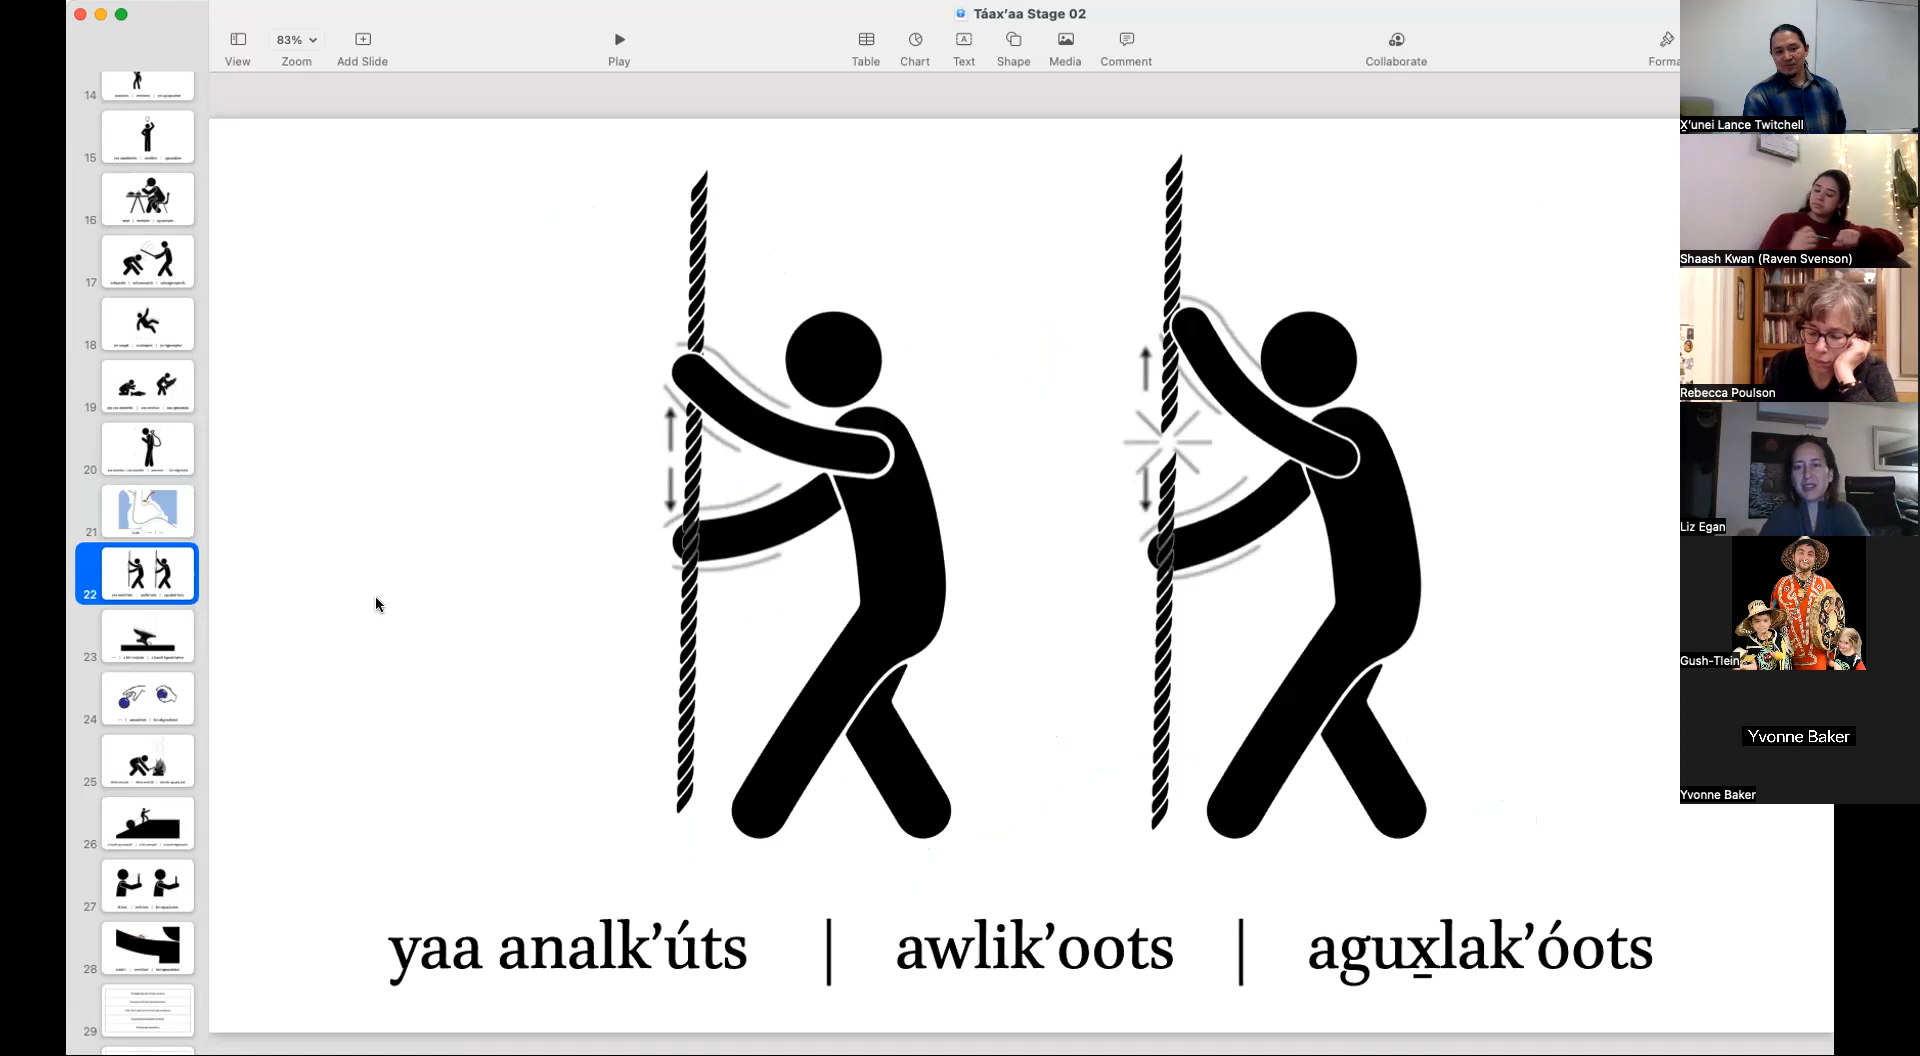 Táax’aa Stage 02
83%
View Zoom Add Slide Play Table Chart Text Shape Media Comment Collaborate
14
15
16
17
18
19
20
21
22
23
24
25
26
27
28
29
yaa analk’úts | awlik’oots | agux̱lak’óots
X̱’unei Lance Twitchell
Shaash Kwan (Raven Svenson)
Rebecca Poulson
Liz Egan
Gush-Tlein
Yvonne Baker
Yvonne Baker